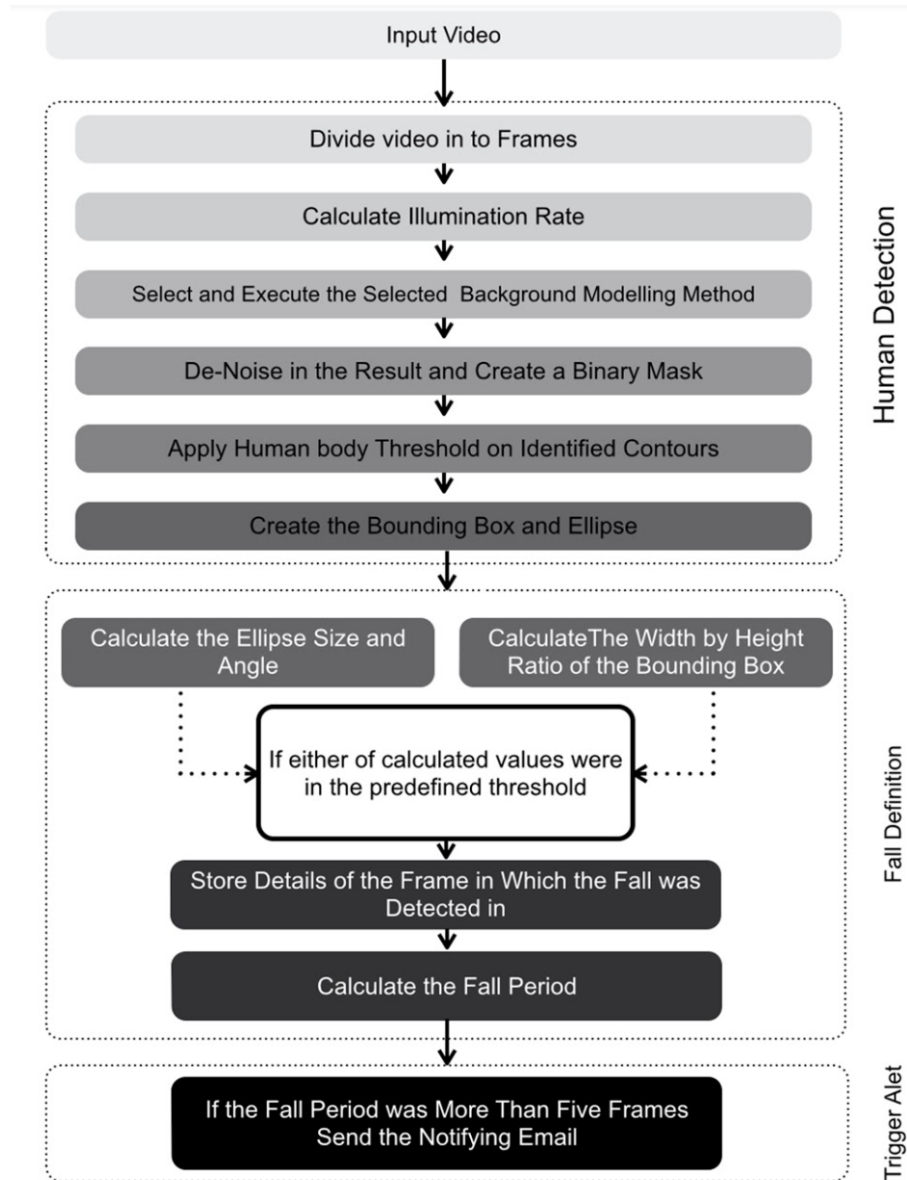 Input Video
Divide video in to Frames
Calculate Illumination Rate
Select and Execute the Selected Background Modelling Method
De-Noise in the Result and Create a Binary Mask
Apply Human body Threshold on Identified Contours
Create the Bounding Box and Ellipse
Human Detection
Calculate the Ellipse Size and
Angle
CalculateThe Width by Height
Ratio of the Bounding Box
If either of calculated values were
in the predefined threshold
Store Details of the Frame in Which the Fall was
Detected in
Calculate the Fall Period
Fall Definition
If the Fall Period was More Than Five Frames
Send the Notifying Email
Trigger Alet